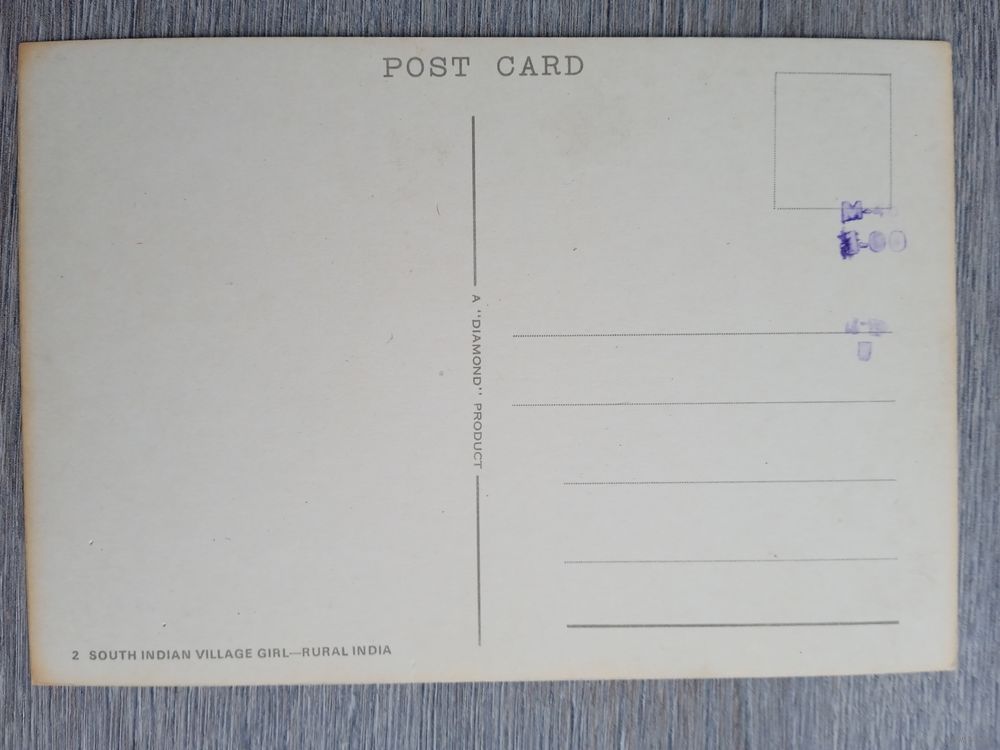 POST CARD
A "DIAMOND" PRODUCT
2 SOUTH INDIAN VILLAGE GIRL—RURAL INDIA